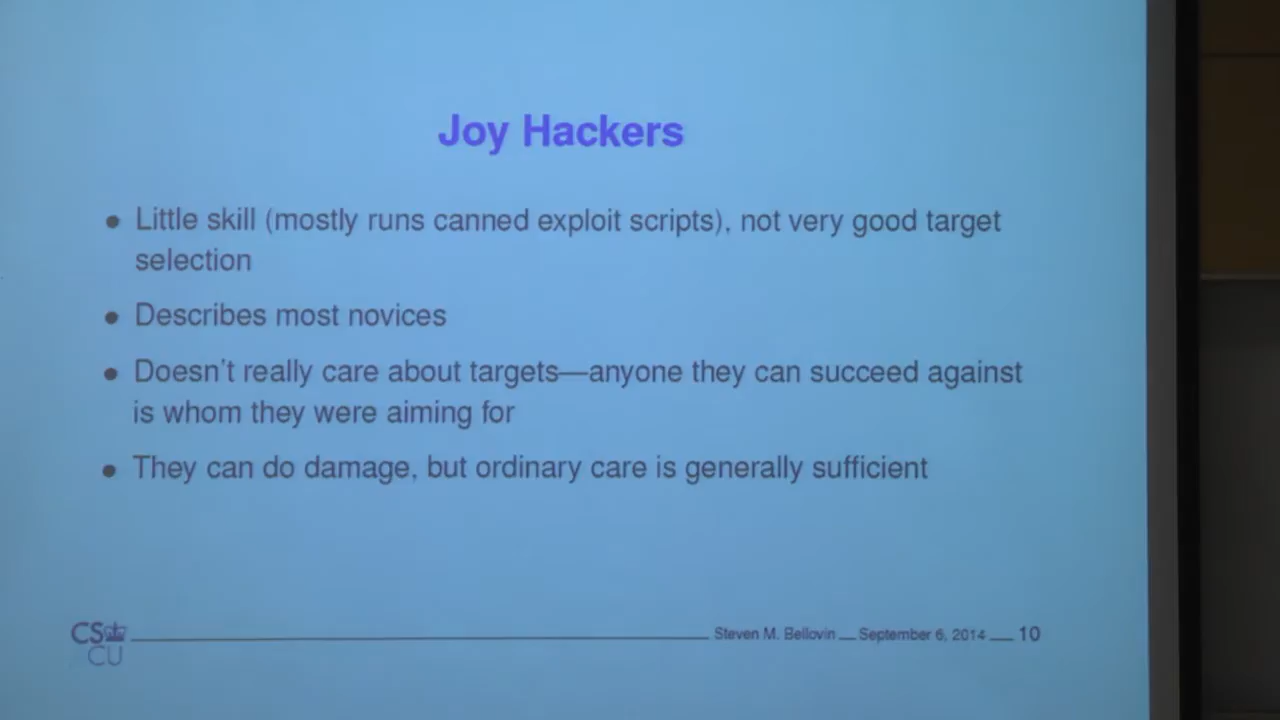 Joy Hackers
• Little skill (mostly runs canned exploit scripts), not very good target
selection
• Describes most novices
• Doesn't really care about targets—anyone they can succeed against
is whom they were aiming for
• They can do damage, but ordinary care is generally sufficient
CS
CU
Steven M. Bellovin __ September 6, 2014 __ 10